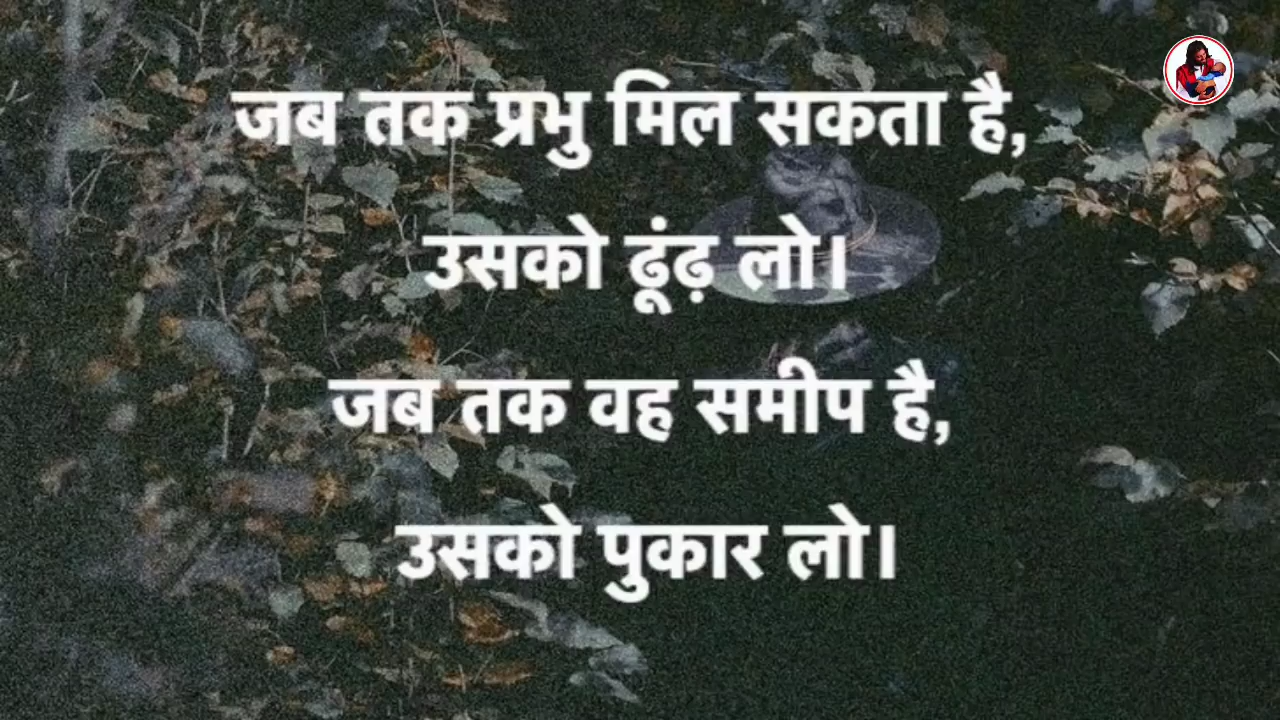 जब तक प्रभु मिल सकता है,
उसको ढूंढ़ लो।
जब तक वह समीप है,
उसको पुकार लो।